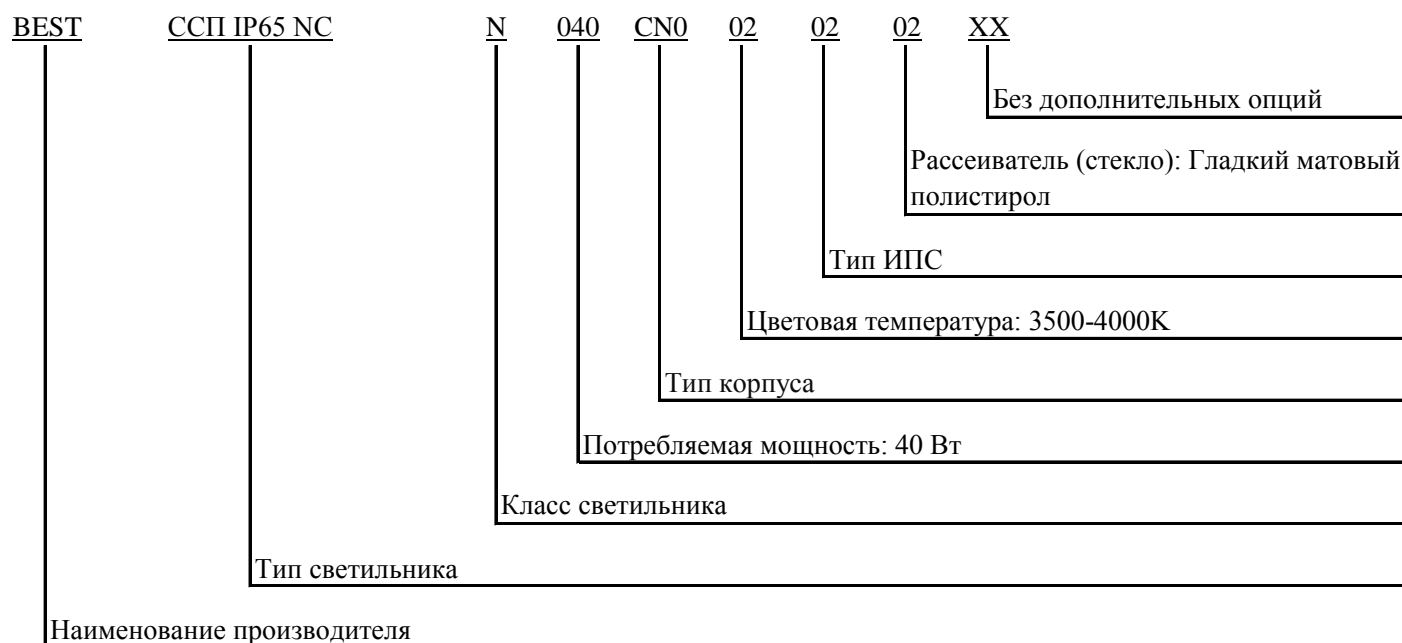 BEST ССП IP65 NC N 040 CN0 02 02 02 XX
Без дополнительных опций
Рассеиватель (стекло): Гладкий матовый
полистирол
Тип ИПС
Цветовая температура: 3500-4000K
Тип корпуса
Потребляемая мощность: 40 Вт
Класс светильника
Тип светильника
Наименование производителя